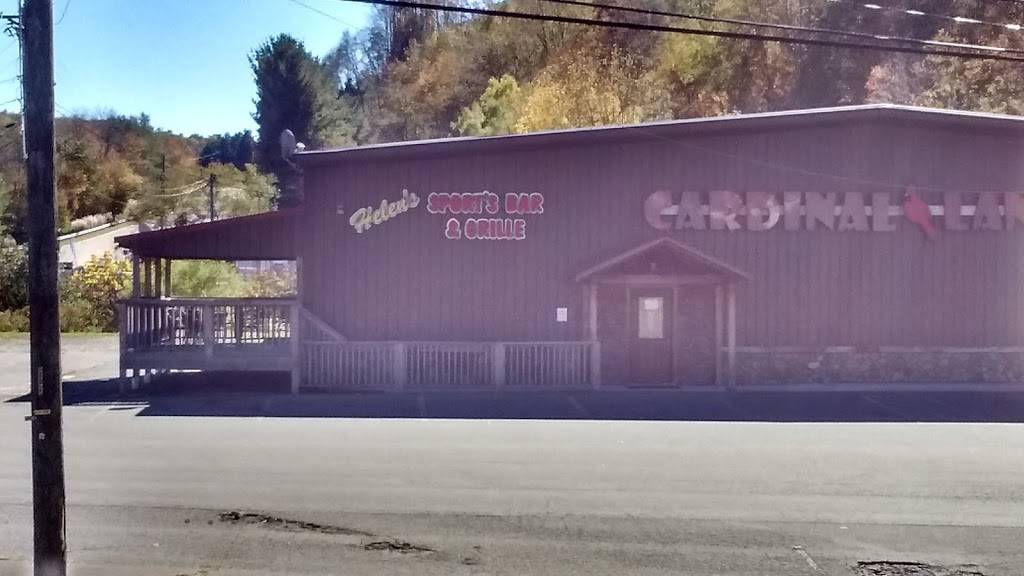 Helen's
SPORT'S BAR
& GRILLE
CARDINAL LAN